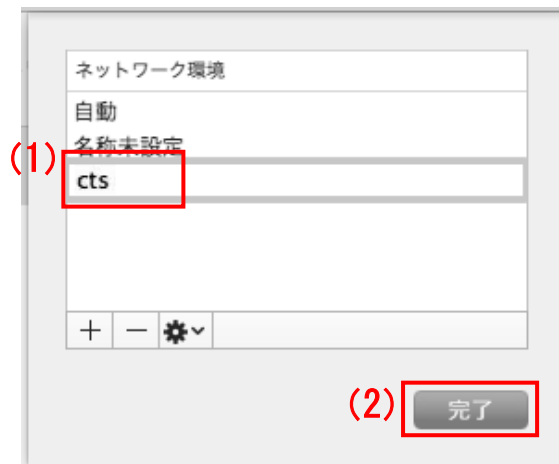 ネットワーク環境
自動
名称未設定
(1)
cts
+ − 
(2)
完了